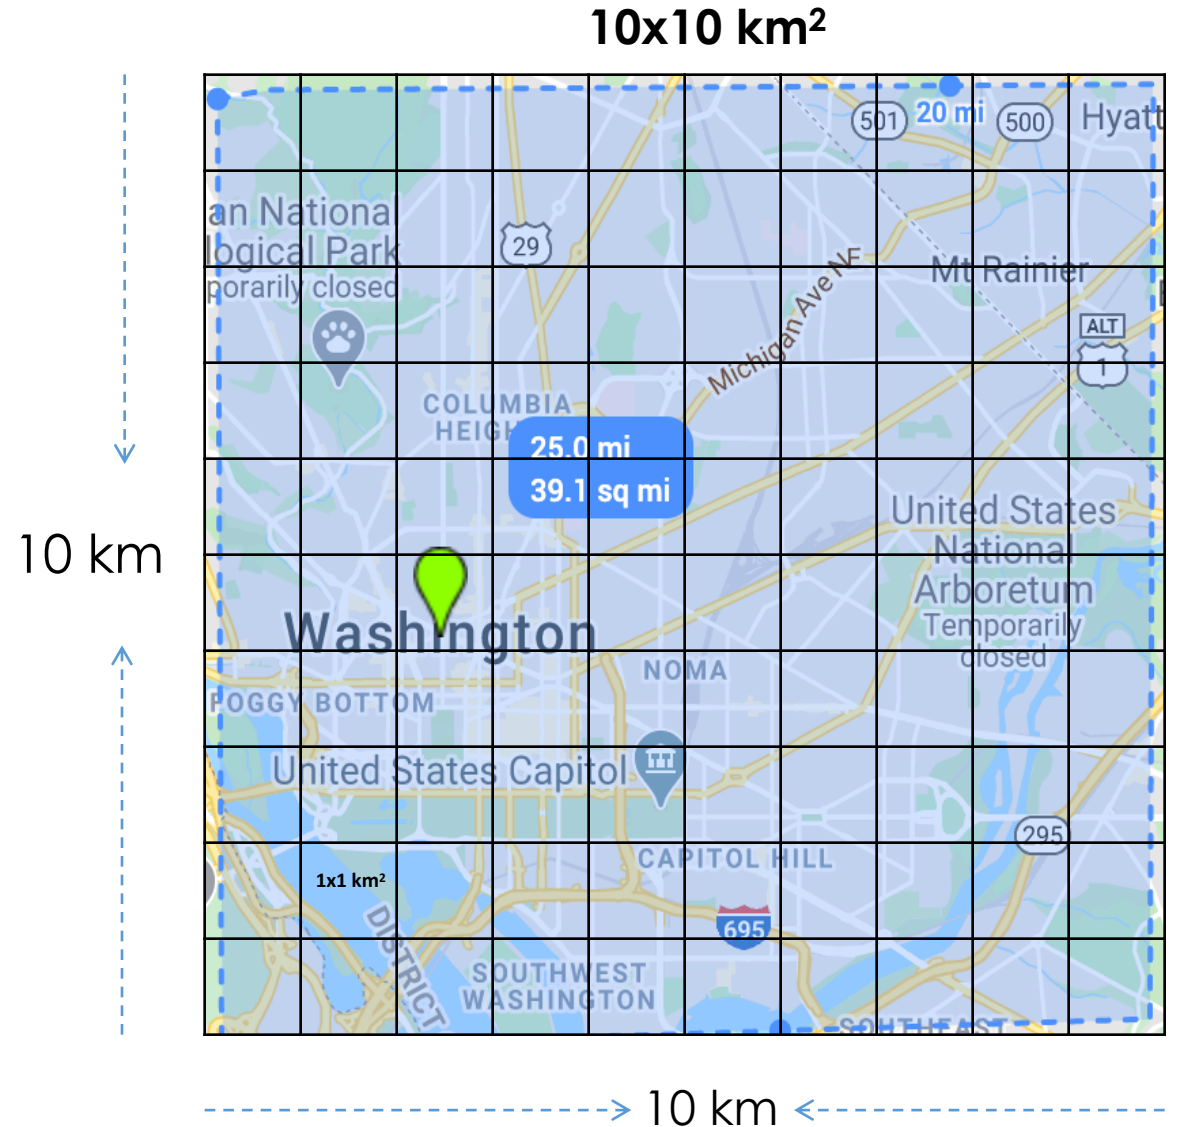 10x10 km²
501
20 mi
500
Hyatt
an National
logical Park
porarily closed
29
Mt Rainier
Michigan Ave NE
ALT
1
COLUMBIA
HEIGH
25.0 mi
39.1 sq mi
United States
National
Arboretum
Temporarily
closed
10 km
Washington
NOMA
FOGGY BOTTOM
United States Capitol
295
CAPITOL HILL
1x1 km²
DISTRICT
695
SOUTHWEST
WASHINGTON
SOUTHEAST
10 km